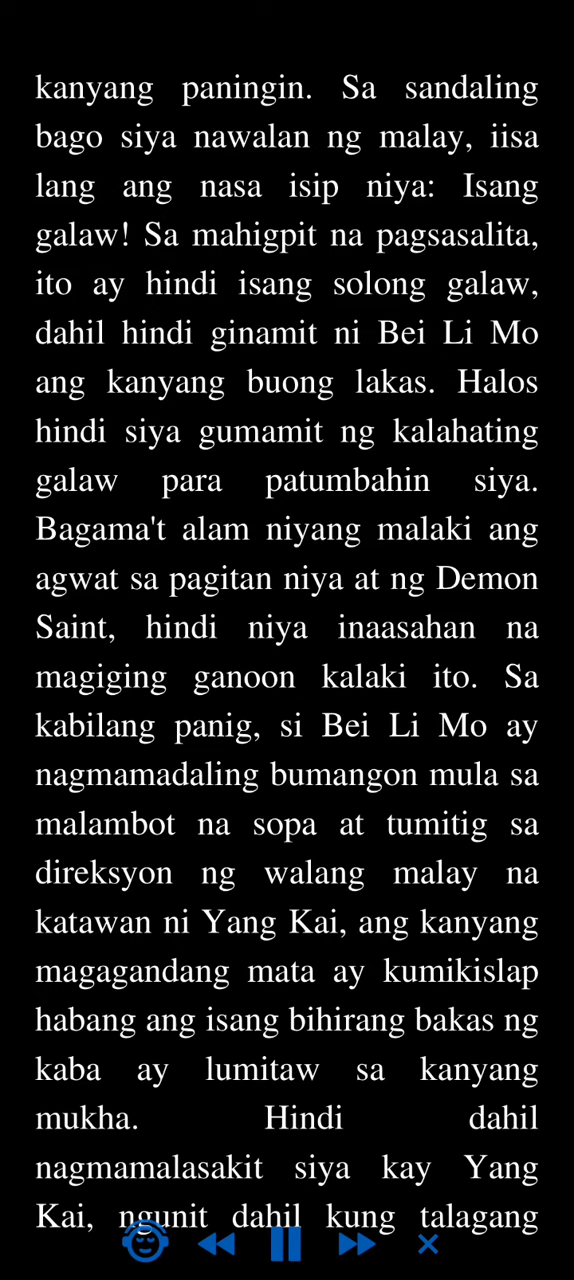 kanyang paningin. Sa sandaling
bago siya nawalan ng malay, iisa
lang ang nasa isip niya: Isang
galaw! Sa mahigpit na pagsasalita,
ito ay hindi isang solong galaw,
dahil hindi ginamit ni Bei Li Mo
ang kanyang buong lakas. Halos
hindi siya gumamit ng kalahating
galaw para patumbahin siya.
Bagama't alam niyang malaki ang
agwat sa pagitan niya at ng Demon
Saint, hindi niya inaasahan na
magiging ganoon kalaki ito. Sa
kabilang panig, si Bei Li Mo ay
nagmamadaling bumangon mula sa
malambot na sopa at tumitig sa
direksyon ng walang malay na
katawan ni Yang Kai, ang kanyang
magagandang mata ay kumikislap
habang ang isang bihirang bakas ng
kaba ay lumitaw sa kanyang
mukha. Hindi dahil
nagmamalasakit siya kay Yang
Kai, ngunit dahil kung talagang